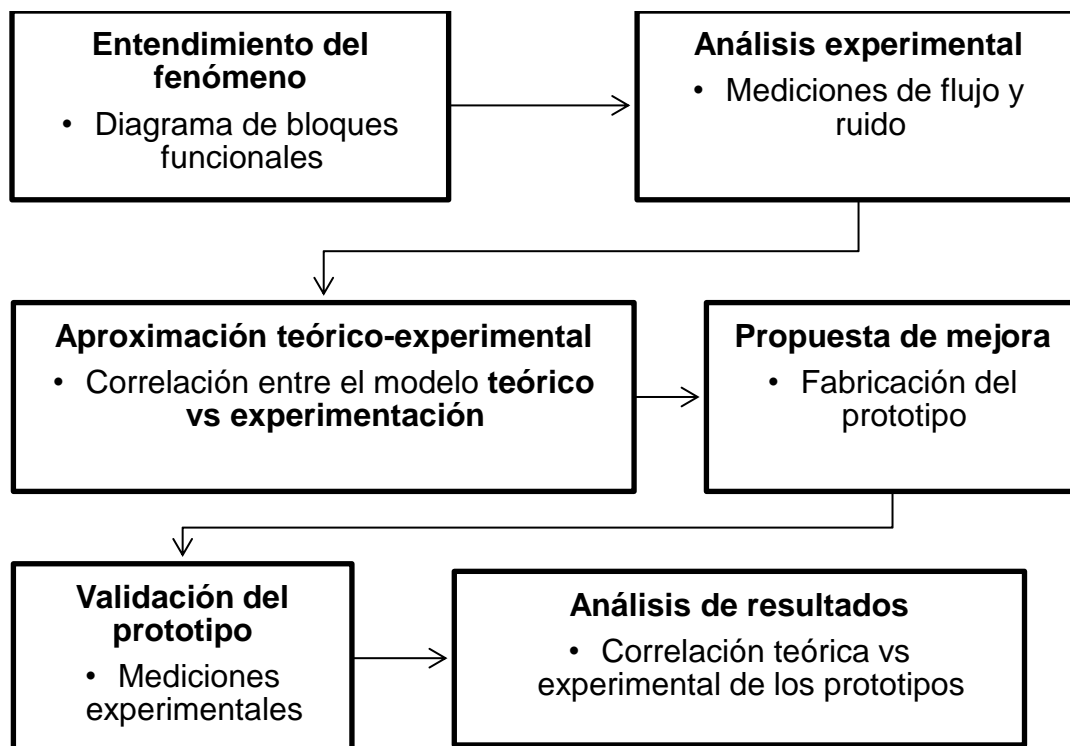 Entendimiento del
fenómeno
• Diagrama de bloques
funcionales
Análisis experimental
• Mediciones de flujo y
ruido
Aproximación teórico-experimental
• Correlación entre el modelo teórico
vs experimentación
Propuesta de mejora
• Fabricación del
prototipo
Validación del
prototipo
• Mediciones
experimentales
Análisis de resultados
• Correlación teórica vs
experimental de los prototipos